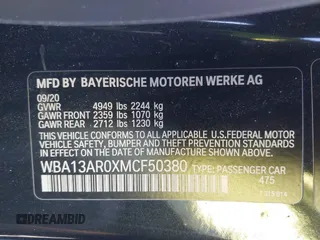 MFD BY BAYERISCHE MOTOREN WERKE AG
09/20
GVWR 4949 lbs 2244 kg
GAWR FRONT 2359 lbs 1070 kg
GAWR REAR 2712 lbs 1230 kg
THIS VEHICLE CONFORMS TO ALL APPLICABLE
U.S. FEDERAL MOTOR VEHICLE SAFETY,
BUMPER AND THEFT PREVENTION STANDARDS IN
EFFECT ON THE DATE OF MANUFACTURE SHOWN ABOVE.
WBA13AR0XMCF50380 TYPE: PASSENGER CAR
475
DREAMBID